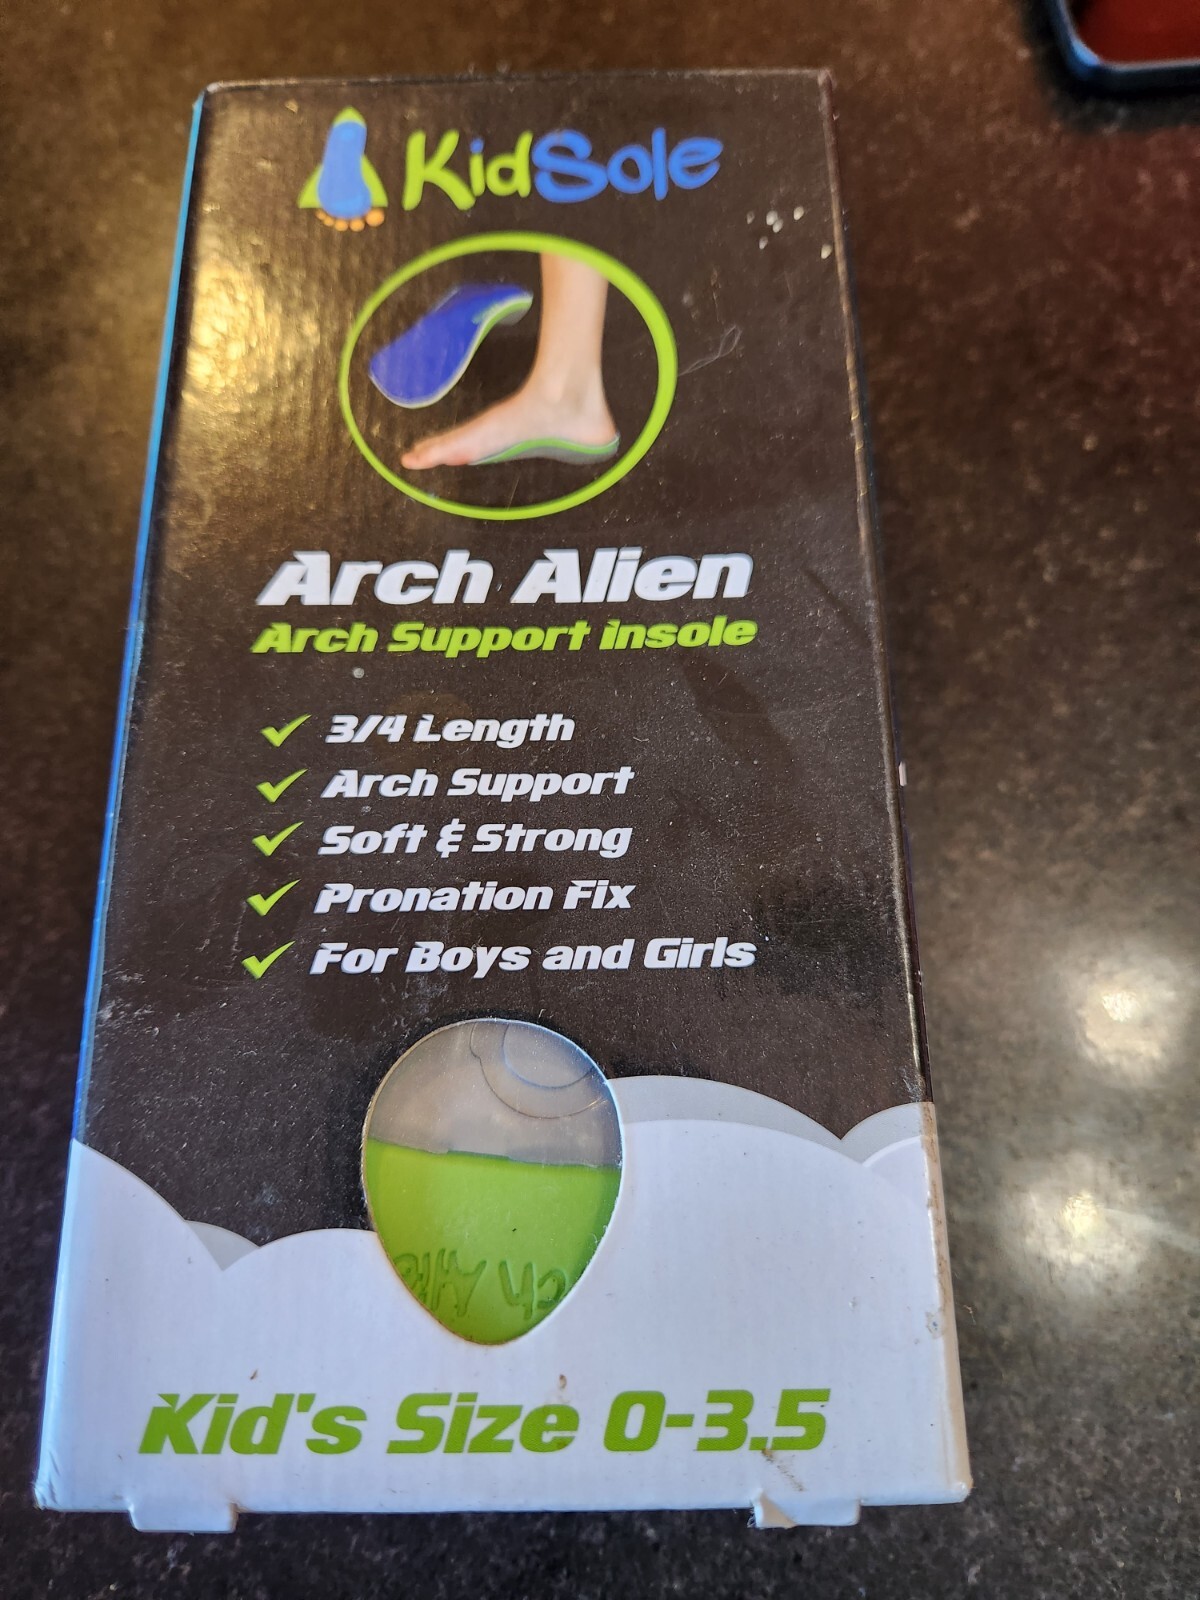 KidSole
Arch Alien
Arch Support insole
3/4 Length
Arch Support
Soft & Strong
Pronation Fix
For Boys and Girls
Kid's Size 0-3.5